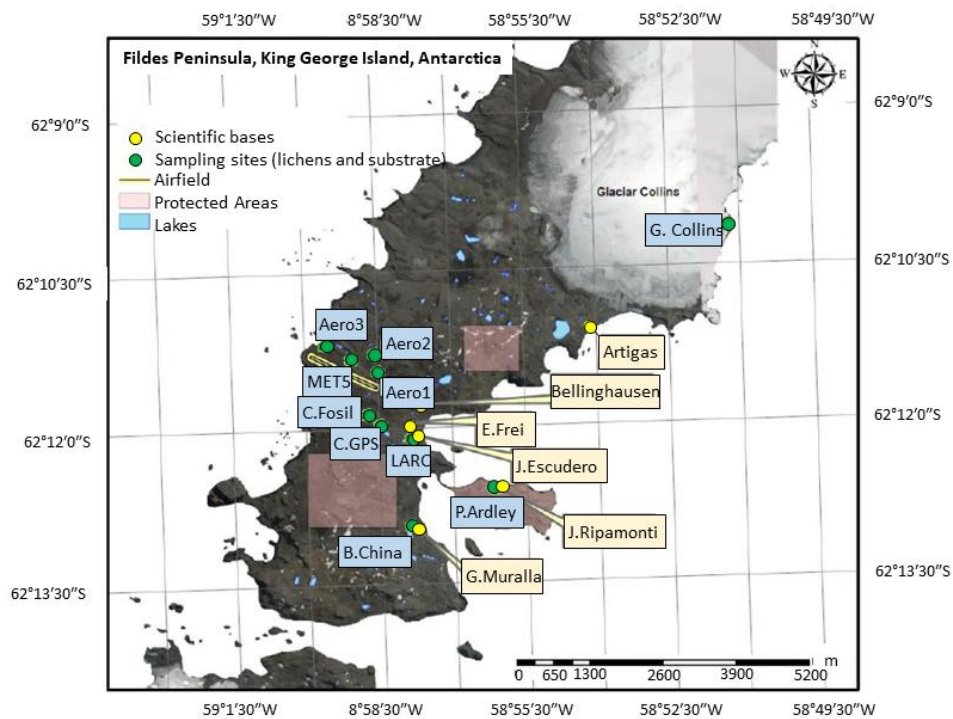 59°1'30"W 8°58'30"W 58°55'30"W 58°52'30"W 58°49'30"W
Fildes Peninsula, King George Island, Antarctica
N
W E
S
62°9'0"S
62°9'0"S
Scientific bases
Sampling sites (lichens and substrate)
Airfield
Protected Areas
Lakes
Glaciar Collins
G. Collins
62°10'30"S
62°10'30"S
Aero3
Aero2
Artigas
MET5
Aero1
Bellinghausen
C.Fosil
62°12'0"S
E.Frei
62°12'0"S
C.GPS
LARC
J.Escudero
P.Ardley
J.Ripamonti
B.China
G.Muralla
62°13'30"S
62°13'30"S
0 650 1300 2600 3900 5200 m
59°1'30"W 58°58'30"W 58°55'30"W 58°52'30"W 58°49'30"W